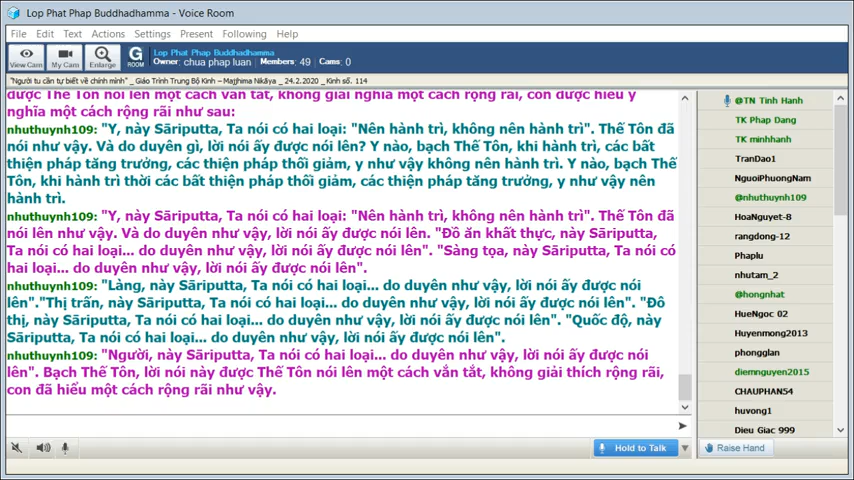 Lop Phat Phap Buddhadhamma - Voice Room
File Edit Text Actions Settings Present Following Help
View Cam My Cam Enlarge G ROOM
Lop Phat Phap Buddhadhamma
Owner: chua phap luan Members: 49 Cams: 0
"Người tu cần tự biết về chính mình" _ Giáo Trình Trung Bộ Kinh – Majjhima Nikāya _ 24.2.2020 _ Kinh số. 114
được Thế Tôn nói lên một cách vắn tắt, không giải nghĩa một cách rộng rãi, con được hiểu ý
nghĩa một cách rộng rãi như sau:
nhuthuynh109: "Y, này Sāriputta, Ta nói có hai loại: "Nên hành trì, không nên hành trì". Thế Tôn đã
nói như vậy. Và do duyên gì, lời nói ấy được nói lên? Y nào, bạch Thế Tôn, khi hành trì, các bất
thiện pháp tăng trưởng, các thiện pháp thối giảm, y như vậy không nên hành trì. Y nào, bạch Thế
Tôn, khi hành trì thời các bất thiện pháp thối giảm, các thiện pháp tăng trưởng, y như vậy nên
hành trì.
nhuthuynh109: "Y, này Sāriputta, Ta nói có hai loại: "Nên hành trì, không nên hành trì". Thế Tôn đã
nói lên như vậy. Và do duyên như vậy, lời nói ấy được nói lên. "Đồ ăn khất thực, này Sāriputta,
Ta nói có hai loại... do duyên như vậy, lời nói ấy được nói lên". "Sàng tọa, này Sāriputta, Ta nói có
hai loại... do duyên như vậy, lời nói ấy được nói lên".
nhuthuynh109: "Làng, này Sāriputta, Ta nói có hai loại... do duyên như vậy, lời nói ấy được nói
lên"."Thị trấn, này Sāriputta, Ta nói có hai loại... do duyên như vậy, lời nói ấy được nói lên". "Đô
thị, này Sāriputta, Ta nói có hai loại... do duyên như vậy, lời nói ấy được nói lên". "Quốc độ, này
Sāriputta, Ta nói có hai loại... do duyên như vậy, lời nói ấy được nói lên".
nhuthuynh109: "Người, này Sāriputta, Ta nói có hai loại... do duyên như vậy, lời nói ấy được nói
lên". Bạch Thế Tôn, lời nói này được Thế Tôn nói lên một cách vắn tắt, không giải thích rộng rãi,
con đã hiểu một cách rộng rãi như vậy.
@TN Tinh Hanh
TK Phap Dang
TK minhhanh
TranDao1
NguoiPhuongNam
@nhuthuynh109
HoaNguyet-8
rangdong-12
Phaplu
nhutam_2
@hongnhat
HueNgoc 02
Huyenmong2013
phongglan
diemnguyen2015
CHAUPHAN54
huvong1
Dieu Giac 999
Hold to Talk
Raise Hand